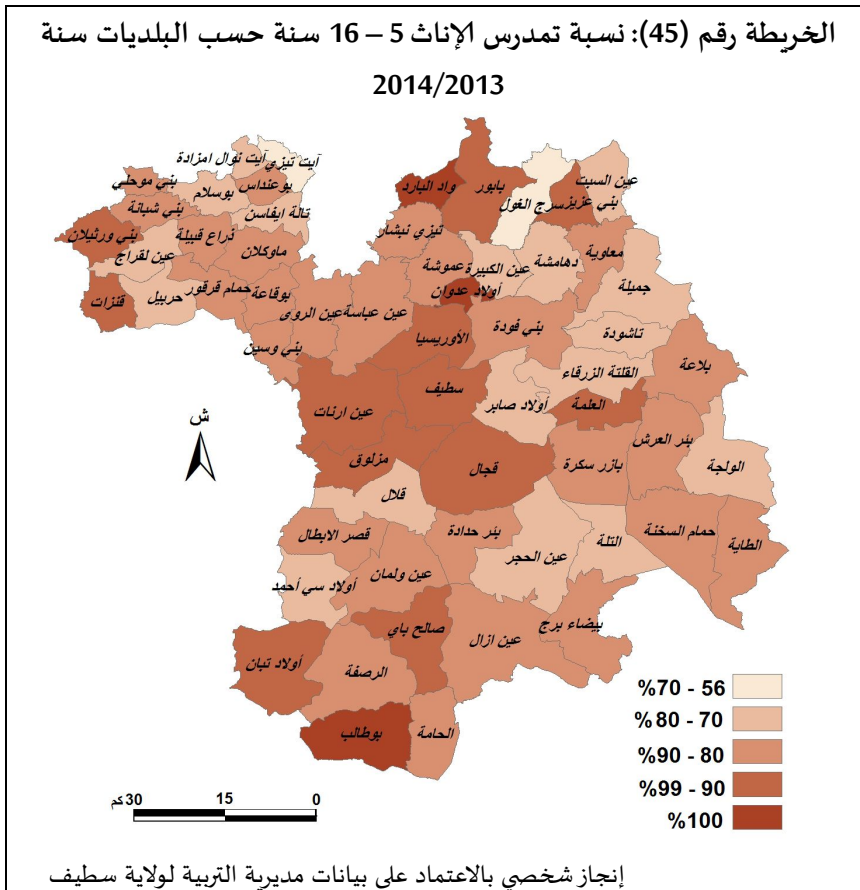 الخريطة رقم (45): نسبة تمدرس الإناث 5 – 16 سنة حسب البلديات سنة
2014/2013
آيت نوال امزادة
آيت تيزي
بني موحلي
بوسلام
بوعنداس
بني شبانة
تالة ايفاسن
بني ورثيلان
ذراع قبيلة
عين لقراج
ماوكلان
قنزات
حربيل
حمام قرقور
بوقاعة
عين الروى
عين عباسة
بني وسين
واد البارد
بابور
سرج الغول
بني عزيز
عين السبت
تيزي نبشار
معاوية
عموشة
عين الكبيرة
دهامشة
جميلة
أولاد عدوان
الأوريسيا
بني فودة
تاشودة
القلتة الزرقاء
بلاعة
سطيف
أولاد صابر
العلمة
عين ارنات
بئر العرش
الولجة
مزلوق
قجال
بازر سكرة
قلال
قصر الابطال
بئر حدادة
عين الحجر
التلة
حمام السخنة
الطاية
أولاد سي أحمد
عين ولمان
صالح باي
عين ازال
بيضاء برج
أولاد تبان
الرصفة
بوطالب
الحامة
ش
%70 - 56
%80 - 70
%90 - 80
%99 - 90
%100
كم 30 15 0
إنجاز شخصي بالاعتماد على بيانات مديرية التربية لولاية سطيف